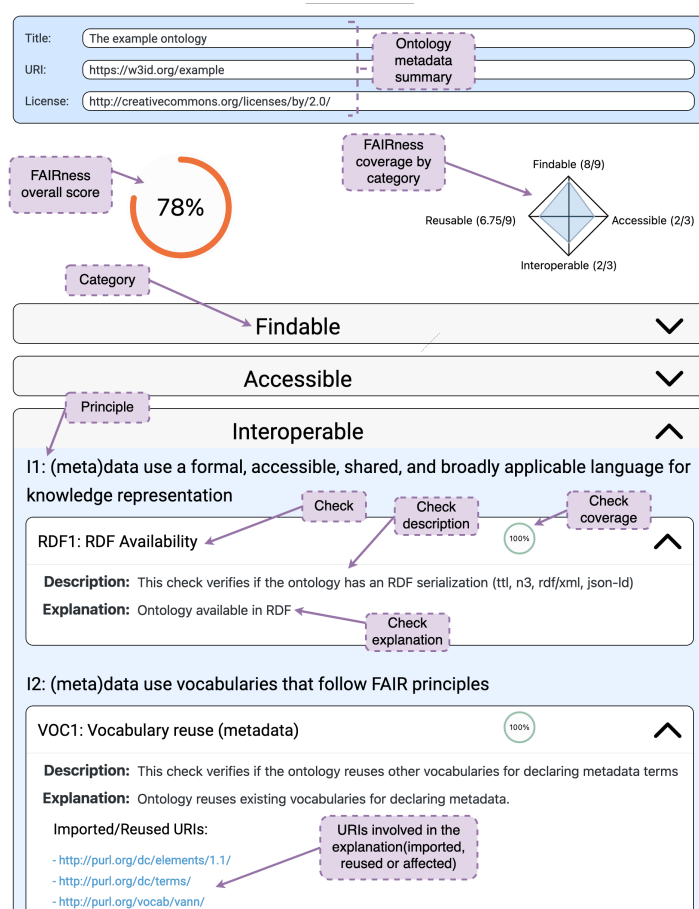 Title:
The example ontology
Ontology
metadata
summary
URI:
https://w3id.org/example
License:
http://creativecommons.org/licenses/by/2.0/
FAIRness
overall score
78%
FAIRness
coverage by
category
Findable (8/9)
Reusable (6.75/9)
Accessible (2/3)
Interoperable (2/3)
Category
Findable
Accessible
Principle
Interoperable
I1: (meta)data use a formal, accessible, shared, and broadly applicable language for
knowledge representation
Check
Check
description
Check
coverage
RDF1: RDF Availability
100%
Description: This check verifies if the ontology has an RDF serialization (ttl, n3, rdf/xml, json-ld)
Explanation: Ontology available in RDF
Check
explanation
I2: (meta)data use vocabularies that follow FAIR principles
VOC1: Vocabulary reuse (metadata)
100%
Description: This check verifies if the ontology reuses other vocabularies for declaring metadata terms
Explanation: Ontology reuses existing vocabularies for declaring metadata.
Imported/Reused URIs:
URIs involved in the
explanation(imported,
reused or affected)
- http://purl.org/dc/elements/1.1/
- http://purl.org/dc/terms/
- http://purl.org/vocab/vann/